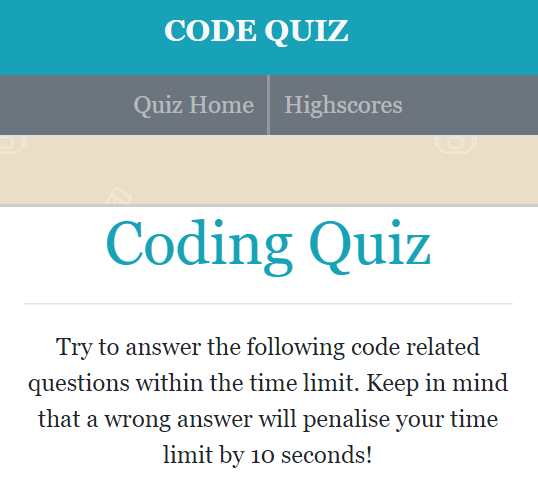 CODE QUIZ
Quiz Home
Highscores
Coding Quiz
Try to answer the following code related
questions within the time limit. Keep in mind
that a wrong answer will penalise your time
limit by 10 seconds!